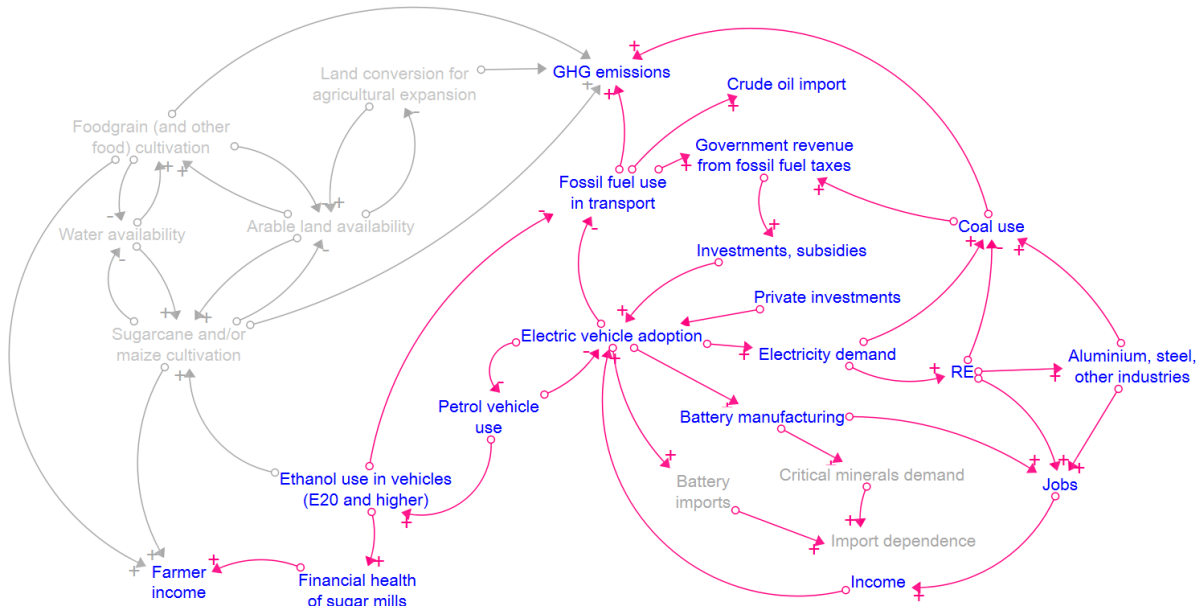 GHG emissions
Land conversion for
agricultural expansion
Crude oil import
Foodgrain (and other
food) cultivation
Government revenue
from fossil fuel taxes
Fossil fuel use
in transport
Water availability
Arable land availability
Coal use
Investments, subsidies
Private investments
Sugarcane and/or
maize cultivation
Electric vehicle adoption
Electricity demand
RE
Aluminium, steel,
other industries
Petrol vehicle
use
Battery manufacturing
Ethanol use in vehicles
(E20 and higher)
Battery
imports
Critical minerals demand
Jobs
Import dependence
Farmer
income
Financial health
of sugar mills
Income